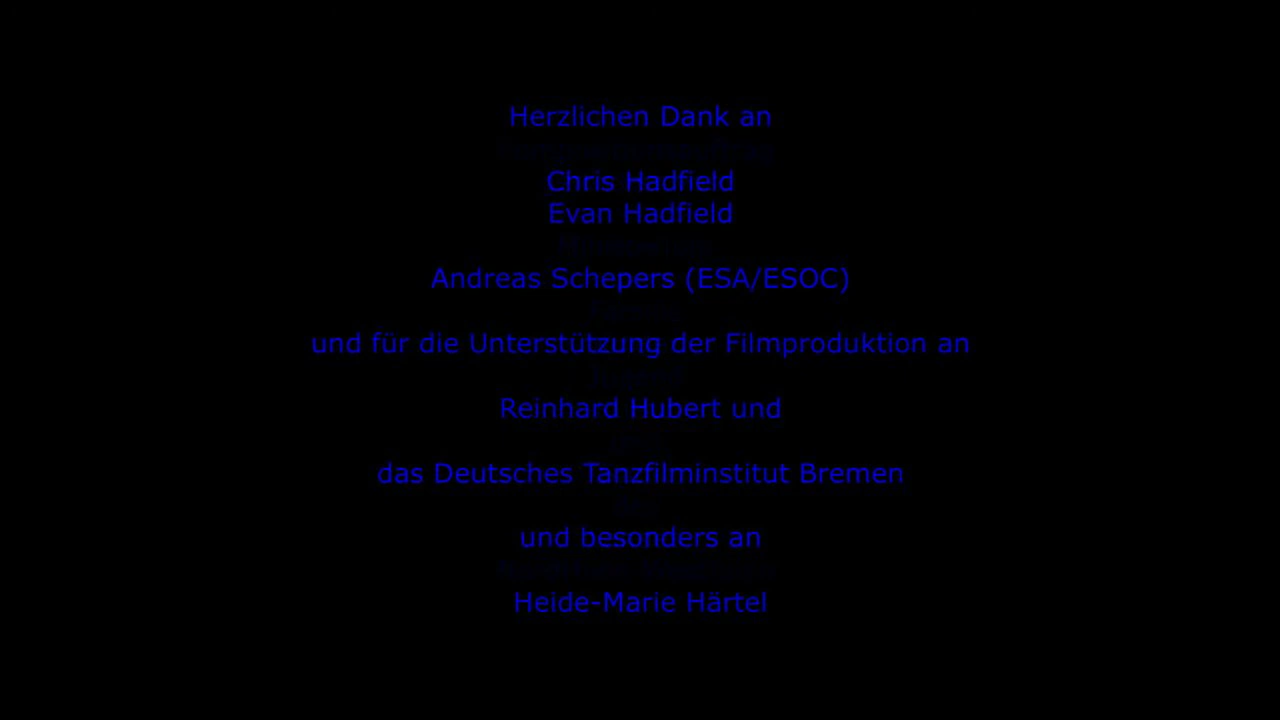 Herzlichen Dank an
Chris Hadfield
Evan Hadfield
Andreas Schepers (ESA/ESOC)
und für die Unterstützung der Filmproduktion an
Reinhard Hubert und
das Deutsches Tanzfilminstitut Bremen
und besonders an
Heide-Marie Härtel